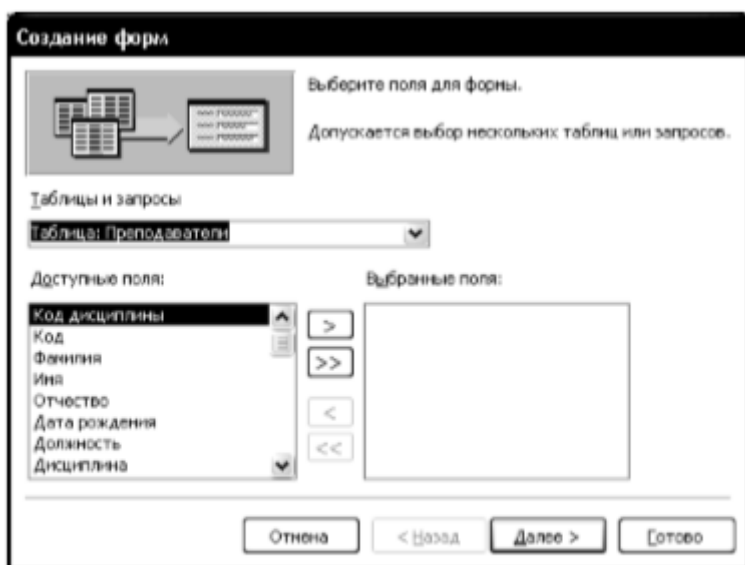 Создание форм
Выберите поля для формы.
Допускается выбор нескольких таблиц или запросов.
Таблицы и запросы
Таблица: Преподаватели
Доступные поля:
Выбранные поля:
Код дисциплины
Код
Фамилия
Имя
Отчество
Дата рождения
Должность
Дисциплина
>
>>
<
<<
Отмена
< Назад
Далее >
Готово